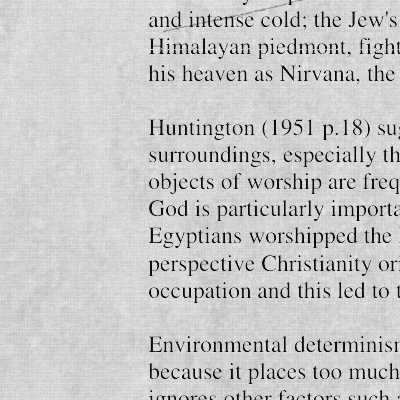 and intense cold; the Jew's
Himalayan piedmont, fight
his heaven as Nirvana, the
Huntington (1951 p.18) su
surroundings, especially th
objects of worship are freq
God is particularly importa
Egyptians worshipped the
perspective Christianity or
occupation and this led to t
Environmental determinism
because it places too much
ignores other factors such a